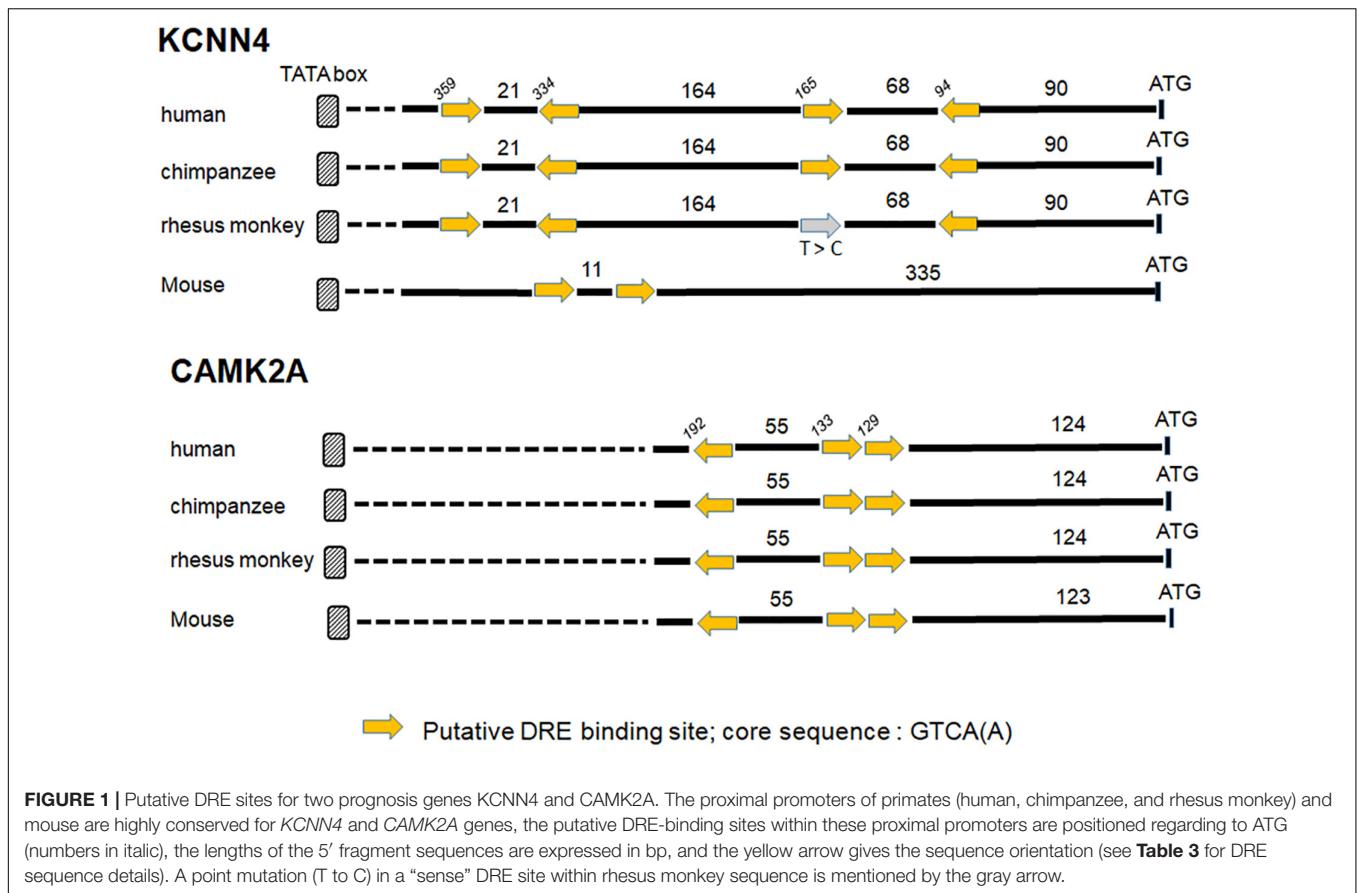 KCNN4
TATA box
359 21 334 164 165 68 94 90 ATG
human
21 164 68 90
chimpanzee
21 164 68 90
rhesus monkey
T > C
11 335 ATG
Mouse
CAMK2A
192 55 133 129 124 ATG
human
55 124 ATG
chimpanzee
55 124 ATG
rhesus monkey
55 123 ATG
Mouse
Putative DRE binding site; core sequence : GTCA(A)
FIGURE 1 | Putative DRE sites for two prognosis genes KCNN4 and CAMK2A. The proximal promoters of primates (human, chimpanzee, and rhesus monkey) and
mouse are highly conserved for KCNN4 and CAMK2A genes, the putative DRE-binding sites within these proximal promoters are positioned regarding to ATG
(numbers in italic), the lengths of the 5′ fragment sequences are expressed in bp, and the yellow arrow gives the sequence orientation (see Table 3 for DRE
sequence details). A point mutation (T to C) in a “sense” DRE site within rhesus monkey sequence is mentioned by the gray arrow.